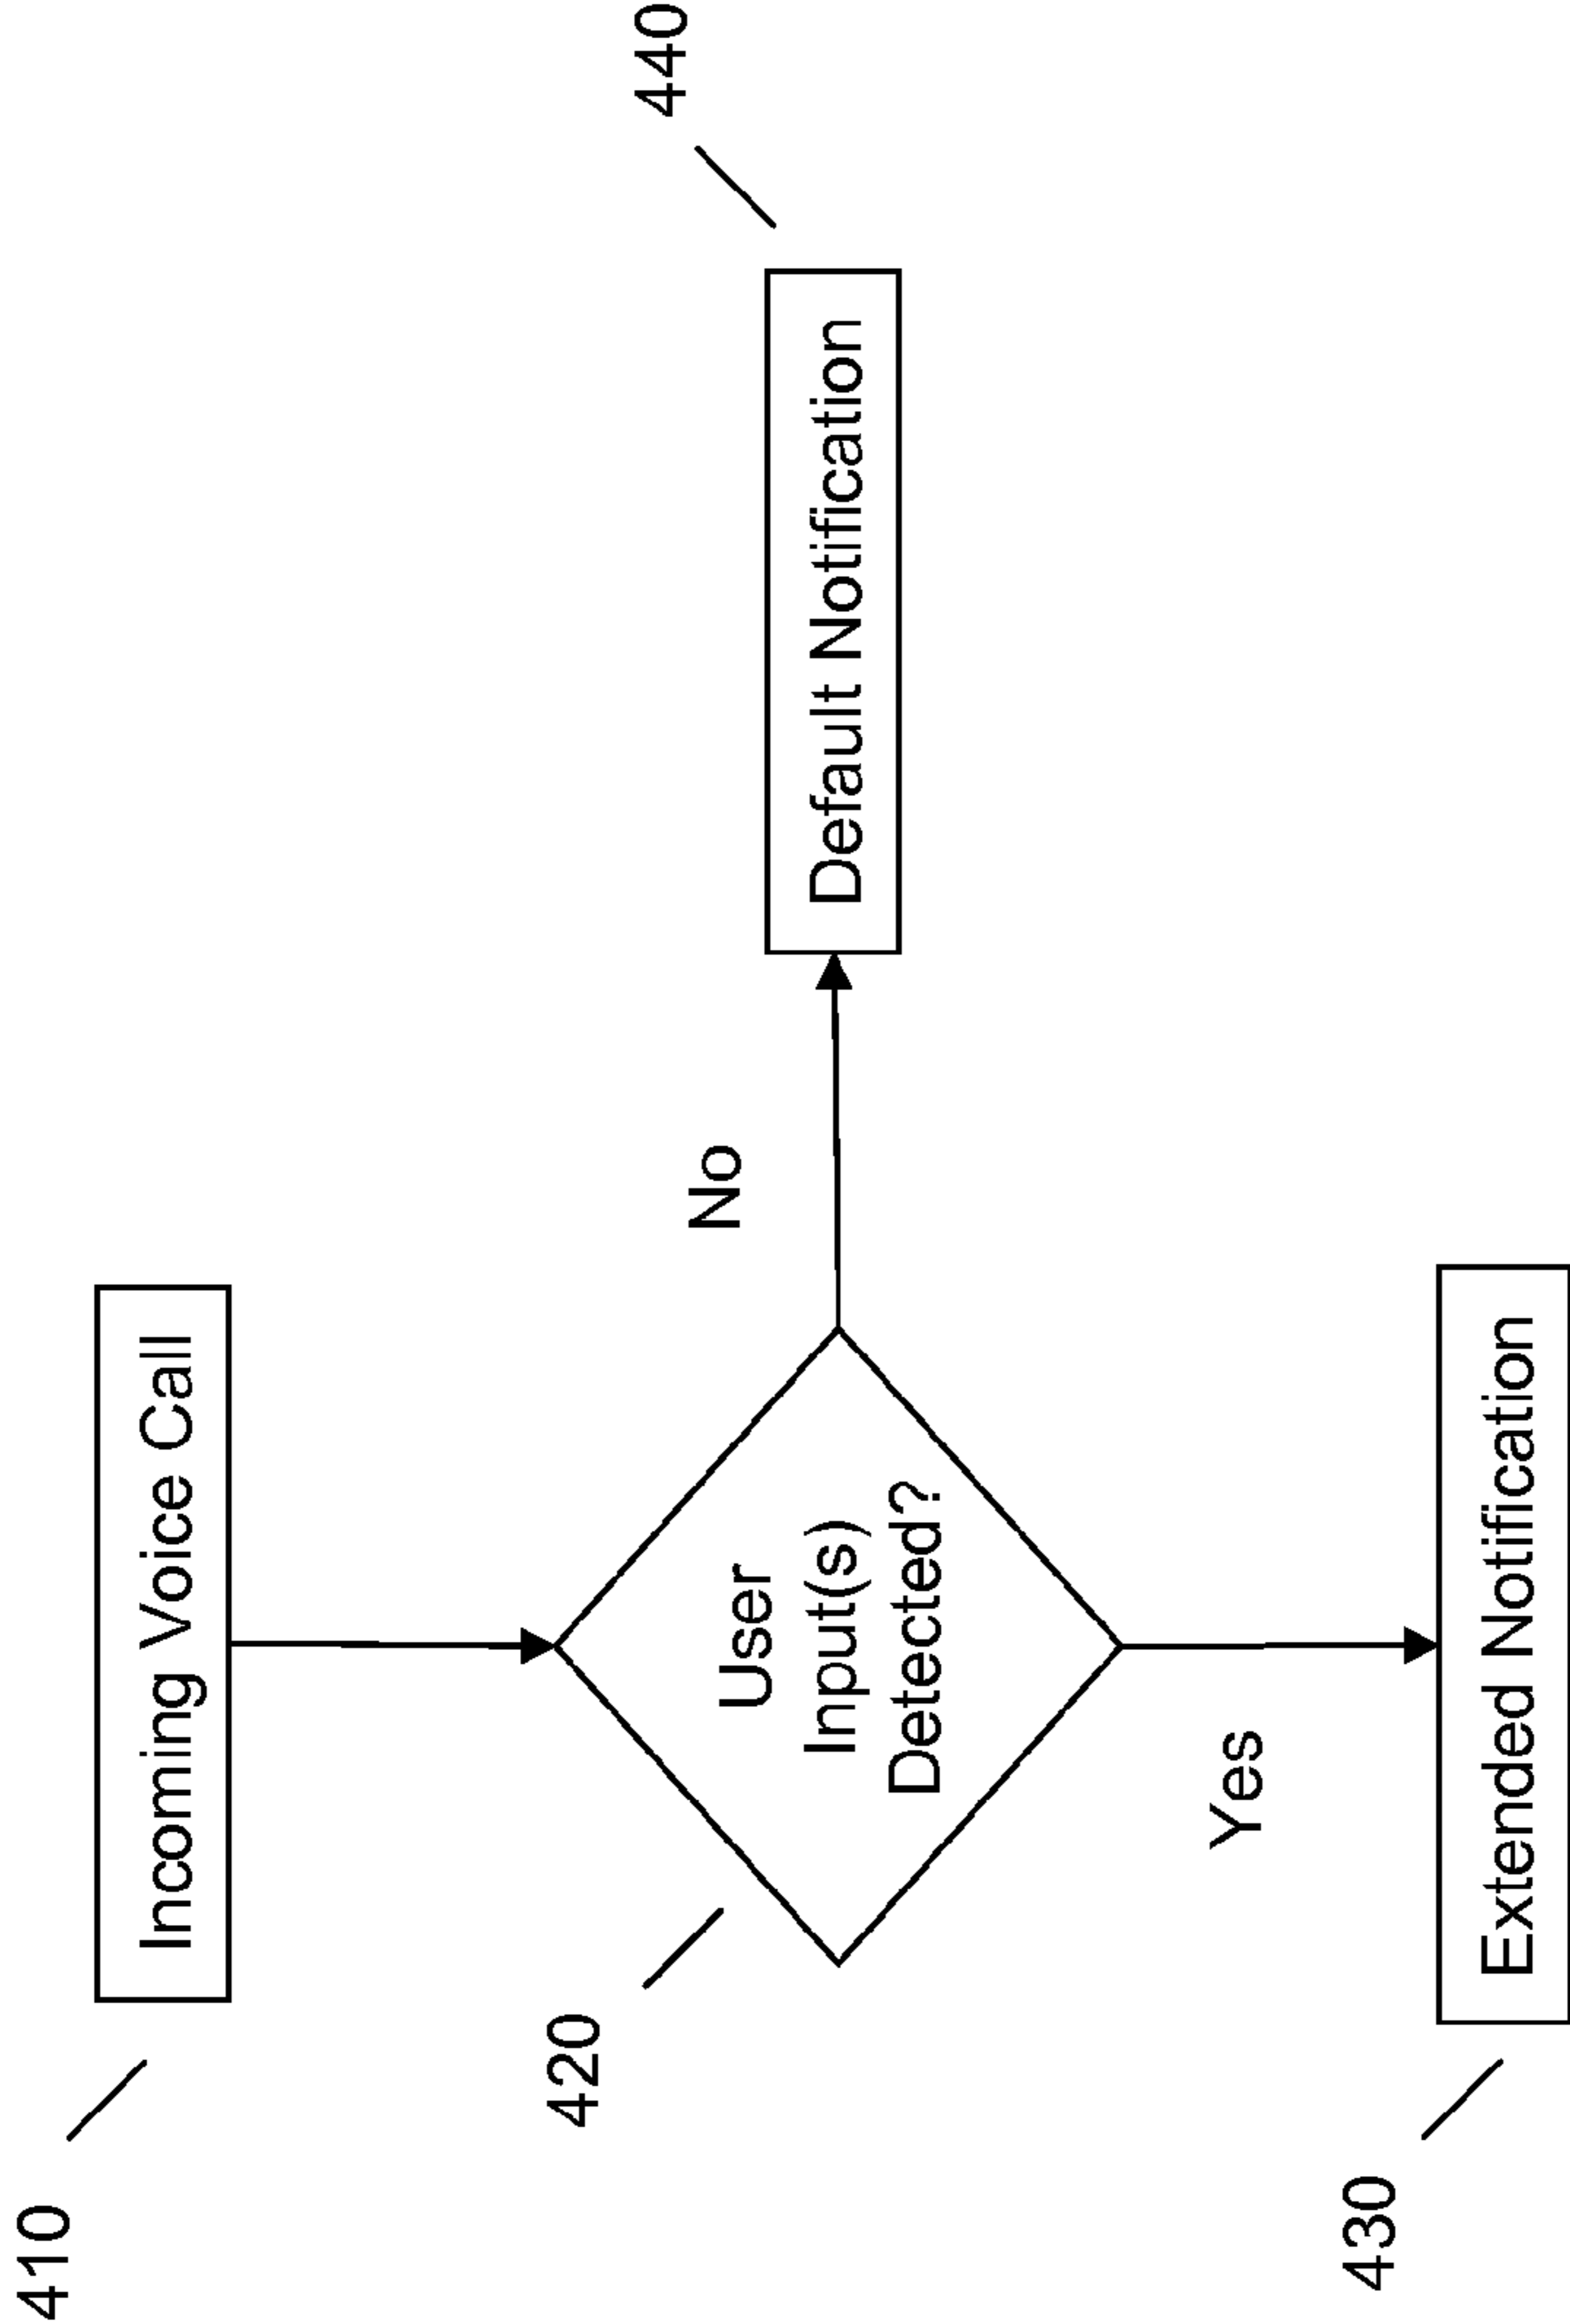 410
Incoming Voice Call
420
User
Input(s)
Detected?
No
440
Default Notification
Yes
430
Extended Notification